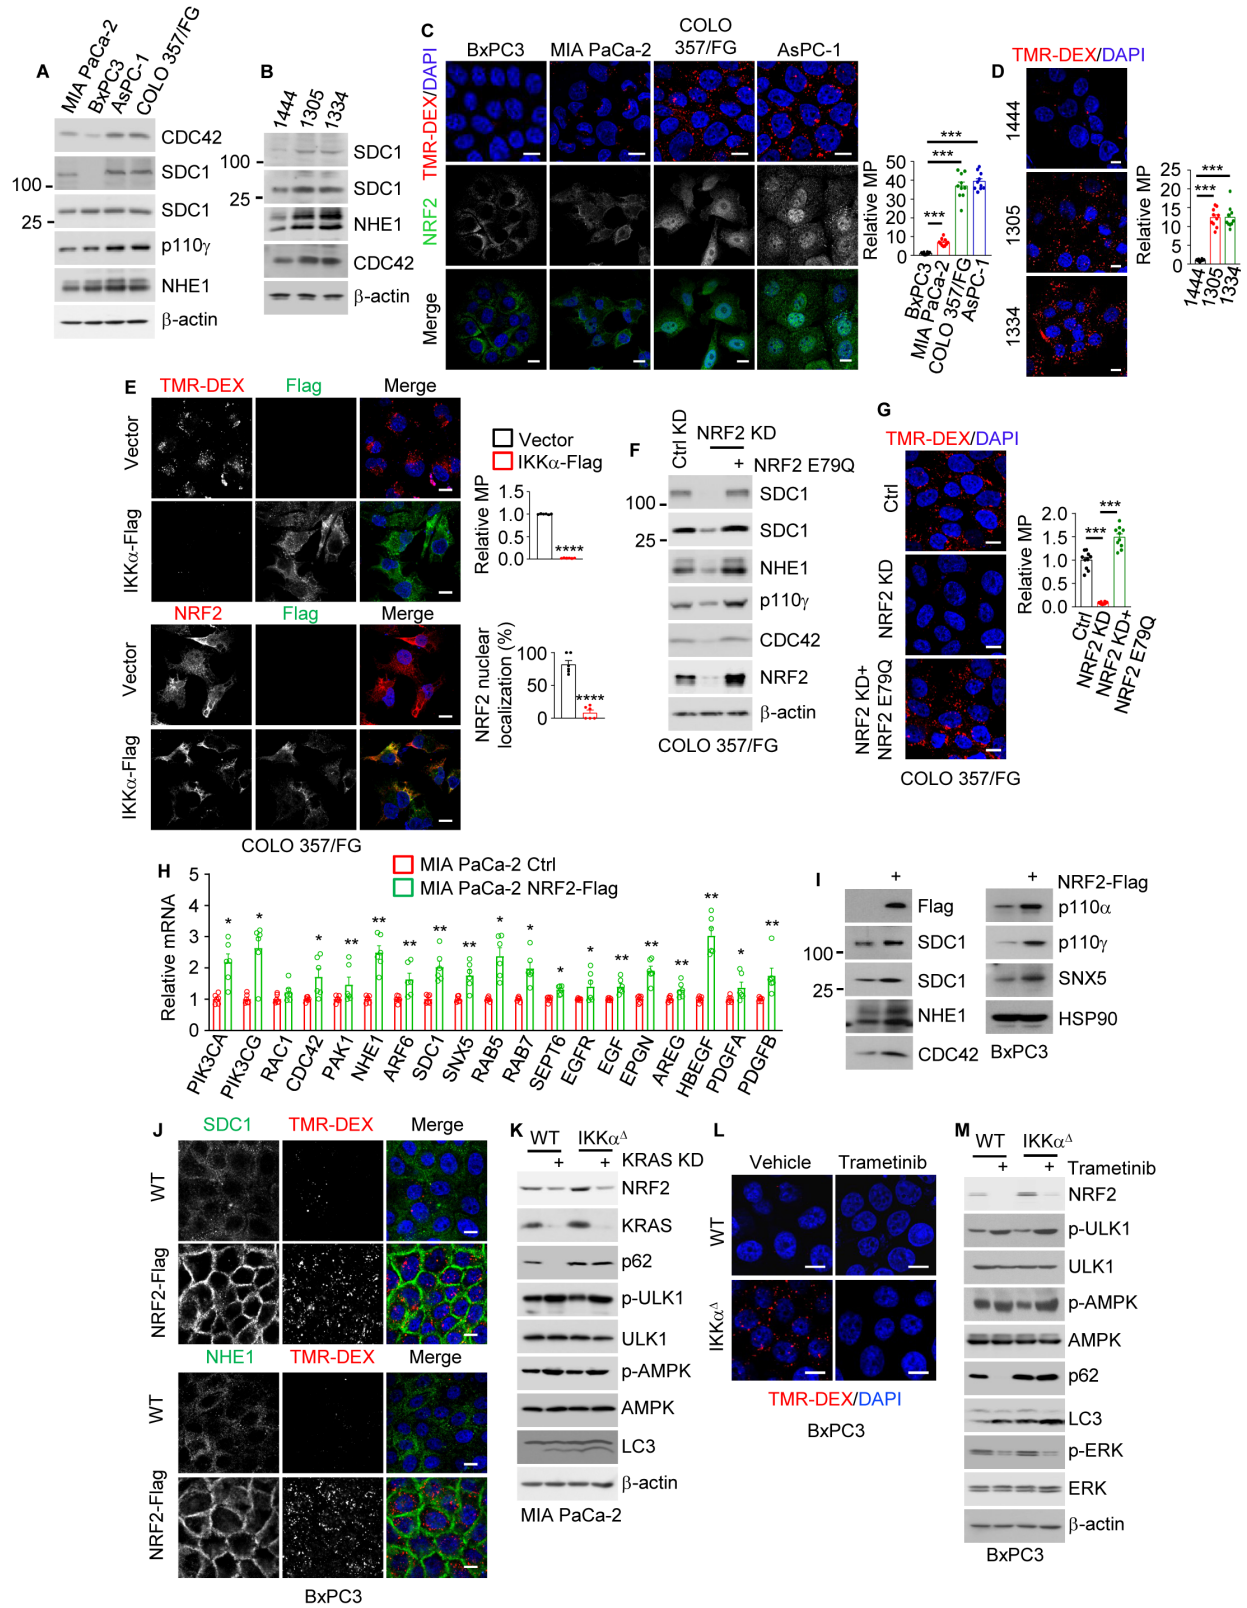 A
MIA PaCa-2
BxPC3
AsPC-1
COLO 357/FG
CDC42
SDC1
100
SDC1
25
p110γ
NHE1
β-actin
B
1444
1305
1334
SDC1
100
SDC1
25
NHE1
CDC42
β-actin
C
BxPC3
MIA PaCa-2
COLO
357/FG
AsPC-1
TMR-DEX/DAPI
NRF2
Merge
Relative MP
50
40
30
20
10
0
***
***
***
BxPC3
MIA PaCa-2
COLO 357/FG
AsPC-1
D
TMR-DEX/DAPI
1444
1305
1334
Relative MP
25
20
15
10
5
0
***
***
1444
1305
1334
E
TMR-DEX
Flag
Merge
Vector
IKKα-Flag
NRF2
Flag
Merge
Vector
IKKα-Flag
COLO 357/FG
Vector
IKKα-Flag
Relative MP
1.5
1.0
0.5
0
****
NRF2 nuclear
localization (%)
100
50
0
****
F
Ctrl KD
NRF2 KD
+ NRF2 E79Q
SDC1
100
SDC1
25
NHE1
p110γ
CDC42
NRF2
β-actin
COLO 357/FG
G
TMR-DEX/DAPI
Ctrl
NRF2 KD
NRF2 KD+
NRF2 E79Q
COLO 357/FG
Relative MP
2.0
1.5
1.0
0.5
0.0
***
***
Ctrl
NRF2 KD
NRF2 KD+
NRF2 E79Q
H
MIA PaCa-2 Ctrl
MIA PaCa-2 NRF2-Flag
Relative mRNA
5
4
3
2
1
0
* * * ** ** ** ** ** * * * * ** ** ** ** * **
PIK3CA
PIK3CG
RAC1
CDC42
PAK1
NHE1
ARF6
SDC1
SNX5
RAB5
RAB7
SEPT6
EGFR
EGF
EPGN
AREG
HBEGF
PDGFA
PDGFB
I
+ + NRF2-Flag
Flag
SDC1
100
SDC1
25
NHE1
CDC42
p110α
p110γ
SNX5
HSP90
BxPC3
J
SDC1
TMR-DEX
Merge
WT
NRF2-Flag
NHE1
TMR-DEX
Merge
WT
NRF2-Flag
BxPC3
K
WT
IKKαΔ
+ + KRAS KD
NRF2
KRAS
p62
p-ULK1
ULK1
p-AMPK
AMPK
LC3
β-actin
MIA PaCa-2
L
Vehicle
Trametinib
WT
IKKαΔ
TMR-DEX/DAPI
BxPC3
M
WT
IKKαΔ
+ + Trametinib
NRF2
p-ULK1
ULK1
p-AMPK
AMPK
p62
LC3
p-ERK
ERK
β-actin
BxPC3